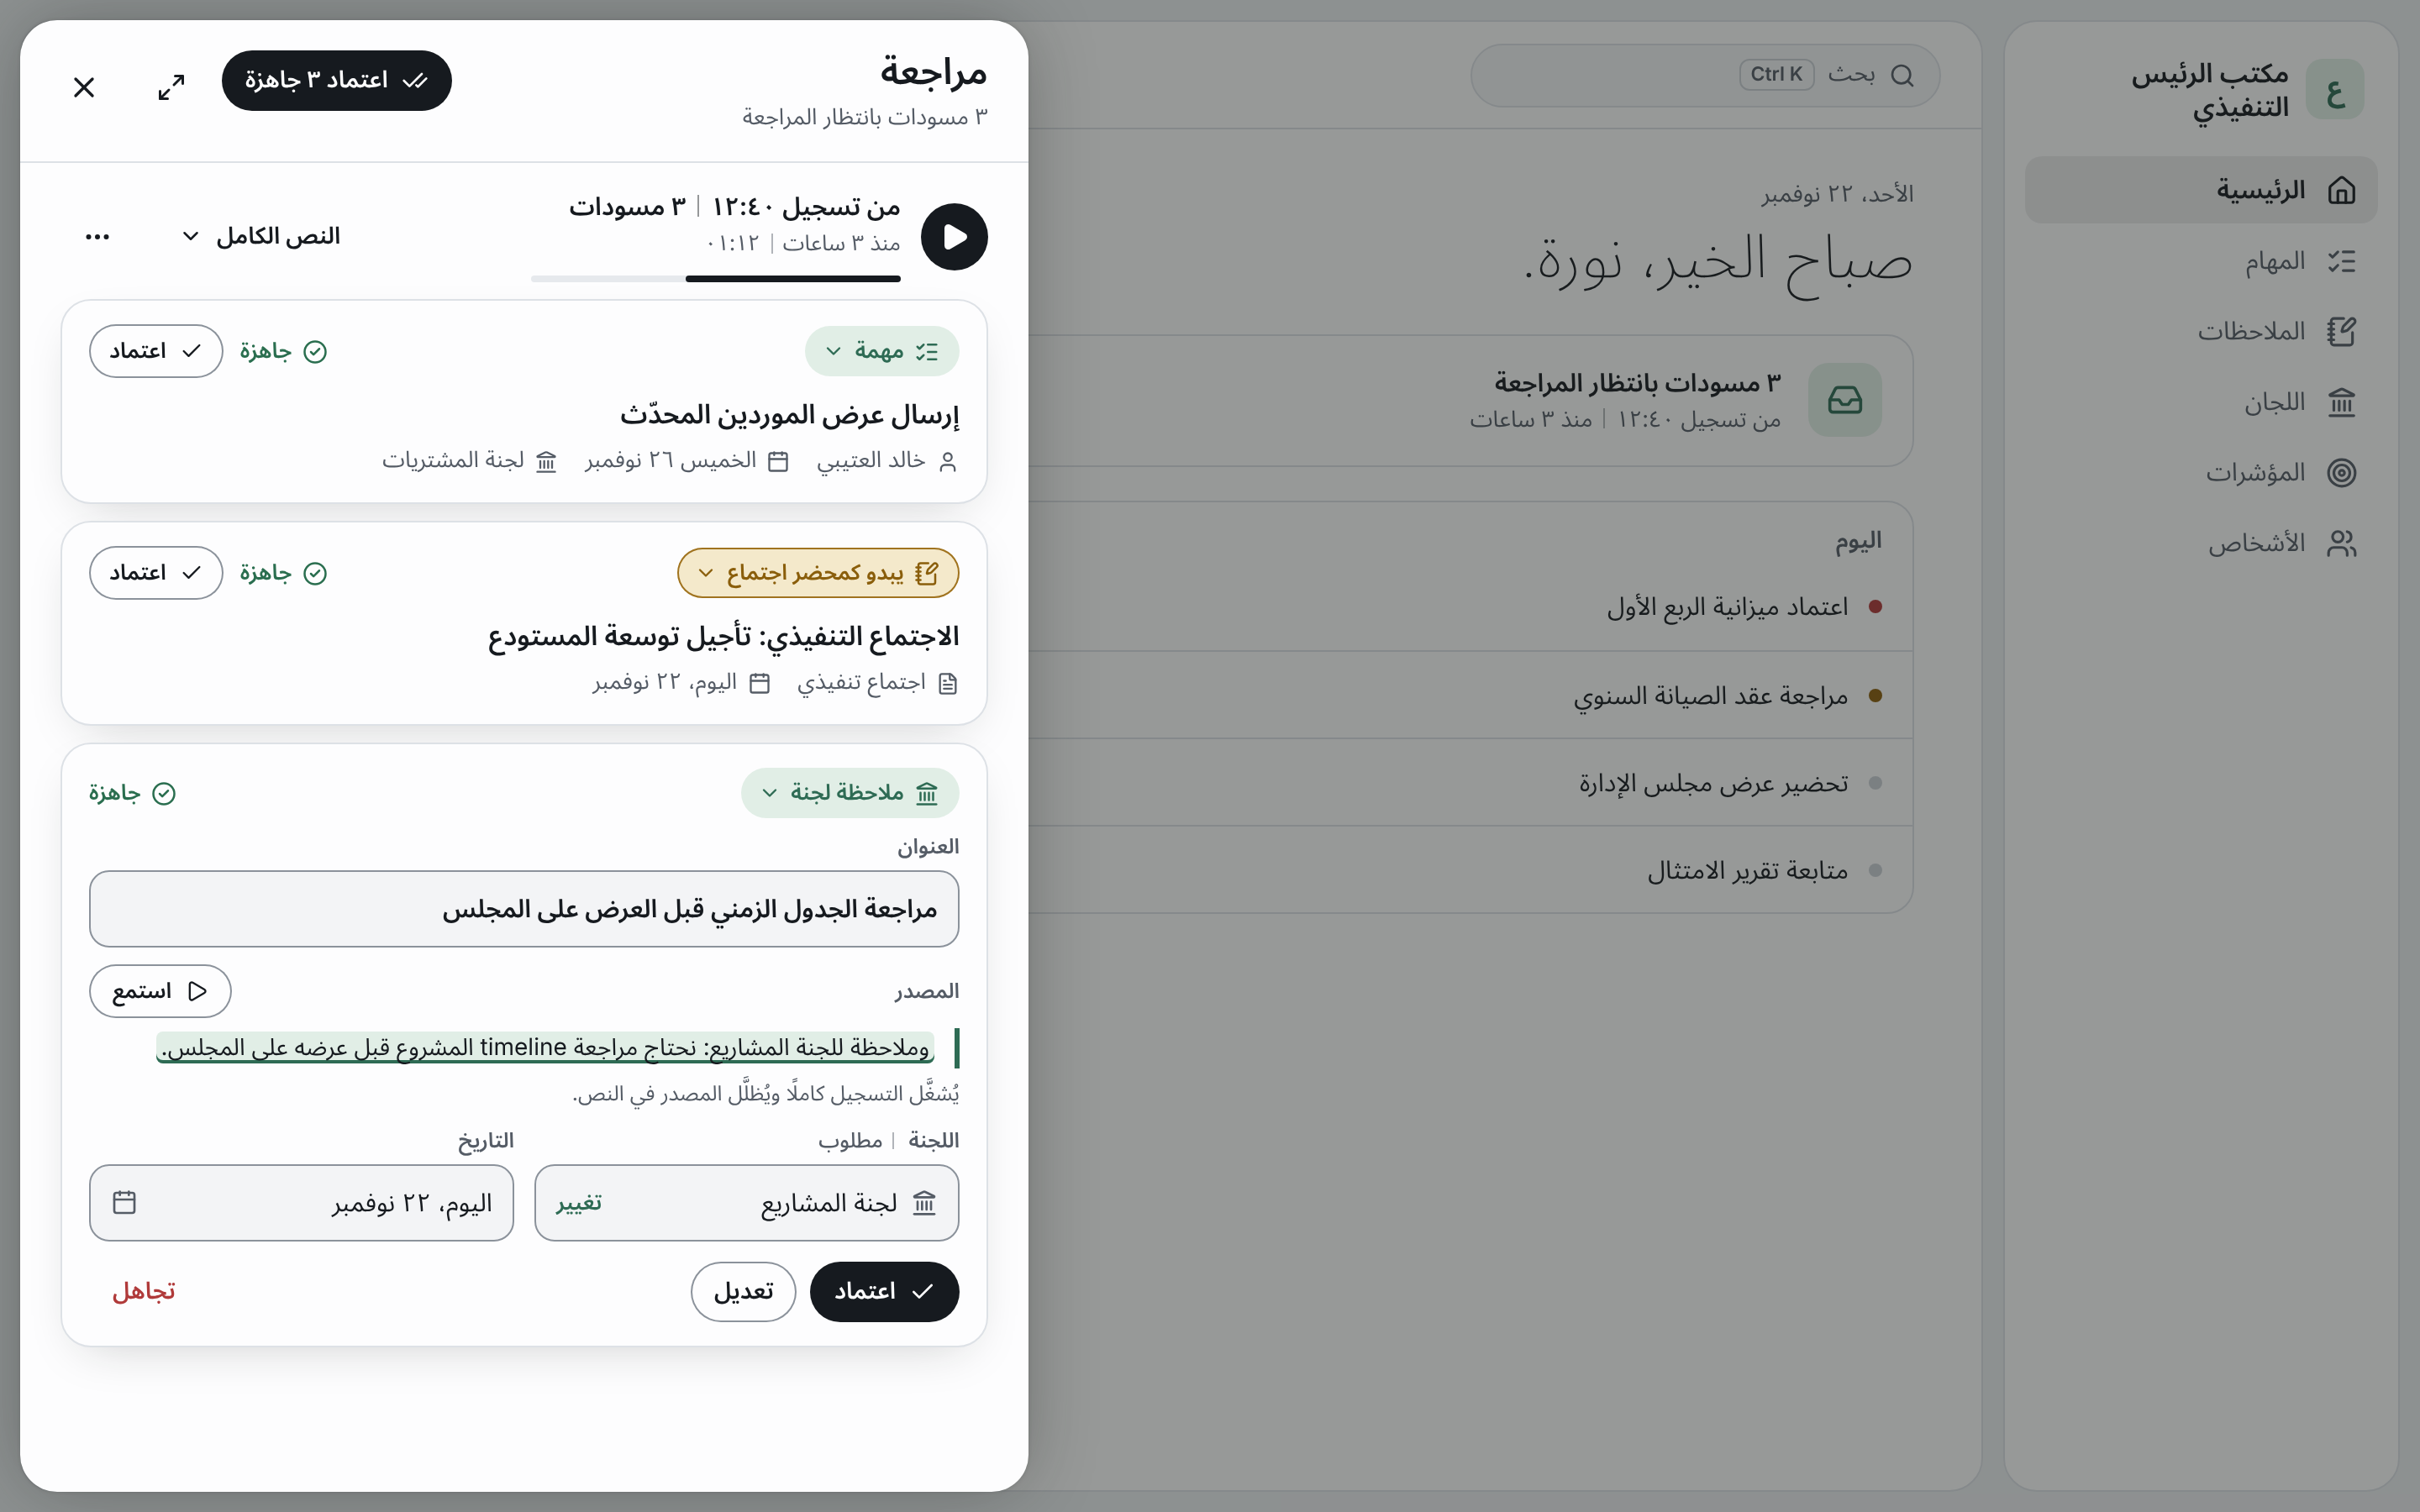 ع
مكتب الرئيس
التنفيذي
الرئيسية
المهام
الملاحظات
اللجان
المؤشرات
الأشخاص
بحث Ctrl K
الأحد، ٢٢ نوفمبر
صباح الخير، نورة.
٣ مسودات بانتظار المراجعة
من تسجيل ١٢:٤٠ | منذ ٣ ساعات
اليوم
اعتماد ميزانية الربع الأول
مراجعة عقد الصيانة السنوي
تحضير عرض مجلس الإدارة
متابعة تقرير الامتثال
مراجعة
٣ مسودات بانتظار المراجعة
اعتماد ٣ جاهزة
من تسجيل ١٢:٤٠ | ٣ مسودات
منذ ٣ ساعات | ٠١:١٢
النص الكامل
مهمة
جاهزة
اعتماد
إرسال عرض الموردين المحدّث
خالد العتيبي الخميس ٢٦ نوفمبر لجنة المشتريات
يبدو كمحضر اجتماع
جاهزة
اعتماد
الاجتماع التنفيذي: تأجيل توسعة المستودع
اجتماع تنفيذي اليوم، ٢٢ نوفمبر
ملاحظة لجنة
جاهزة
العنوان
مراجعة الجدول الزمني قبل العرض على المجلس
المصدر
استمع
وملاحظة للجنة المشاريع: نحتاج مراجعة timeline المشروع قبل عرضه على المجلس.
يُشغَّل التسجيل كاملًا ويُظلَّل المصدر في النص.
اللجنة | مطلوب
التاريخ
لجنة المشاريع تغيير
اليوم، ٢٢ نوفمبر
اعتماد
تعديل
تجاهل